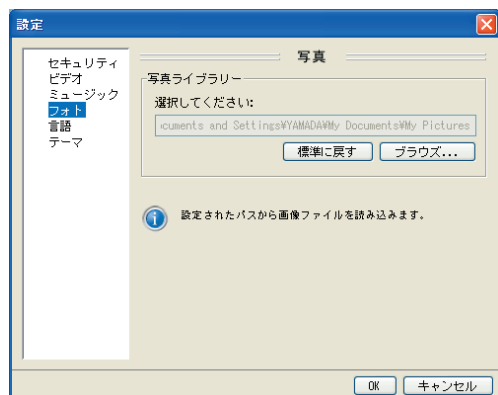 設定
セキュリティ
ビデオ
ミュージック
フォト
言語
テーマ
写真
写真ライブラリー
選択してください:
cuments and Settings¥YAMADA¥My Documents¥My Pictures
標準に戻す
ブラウズ...
設定されたパスから画像ファイルを読み込みます。
OK
キャンセル